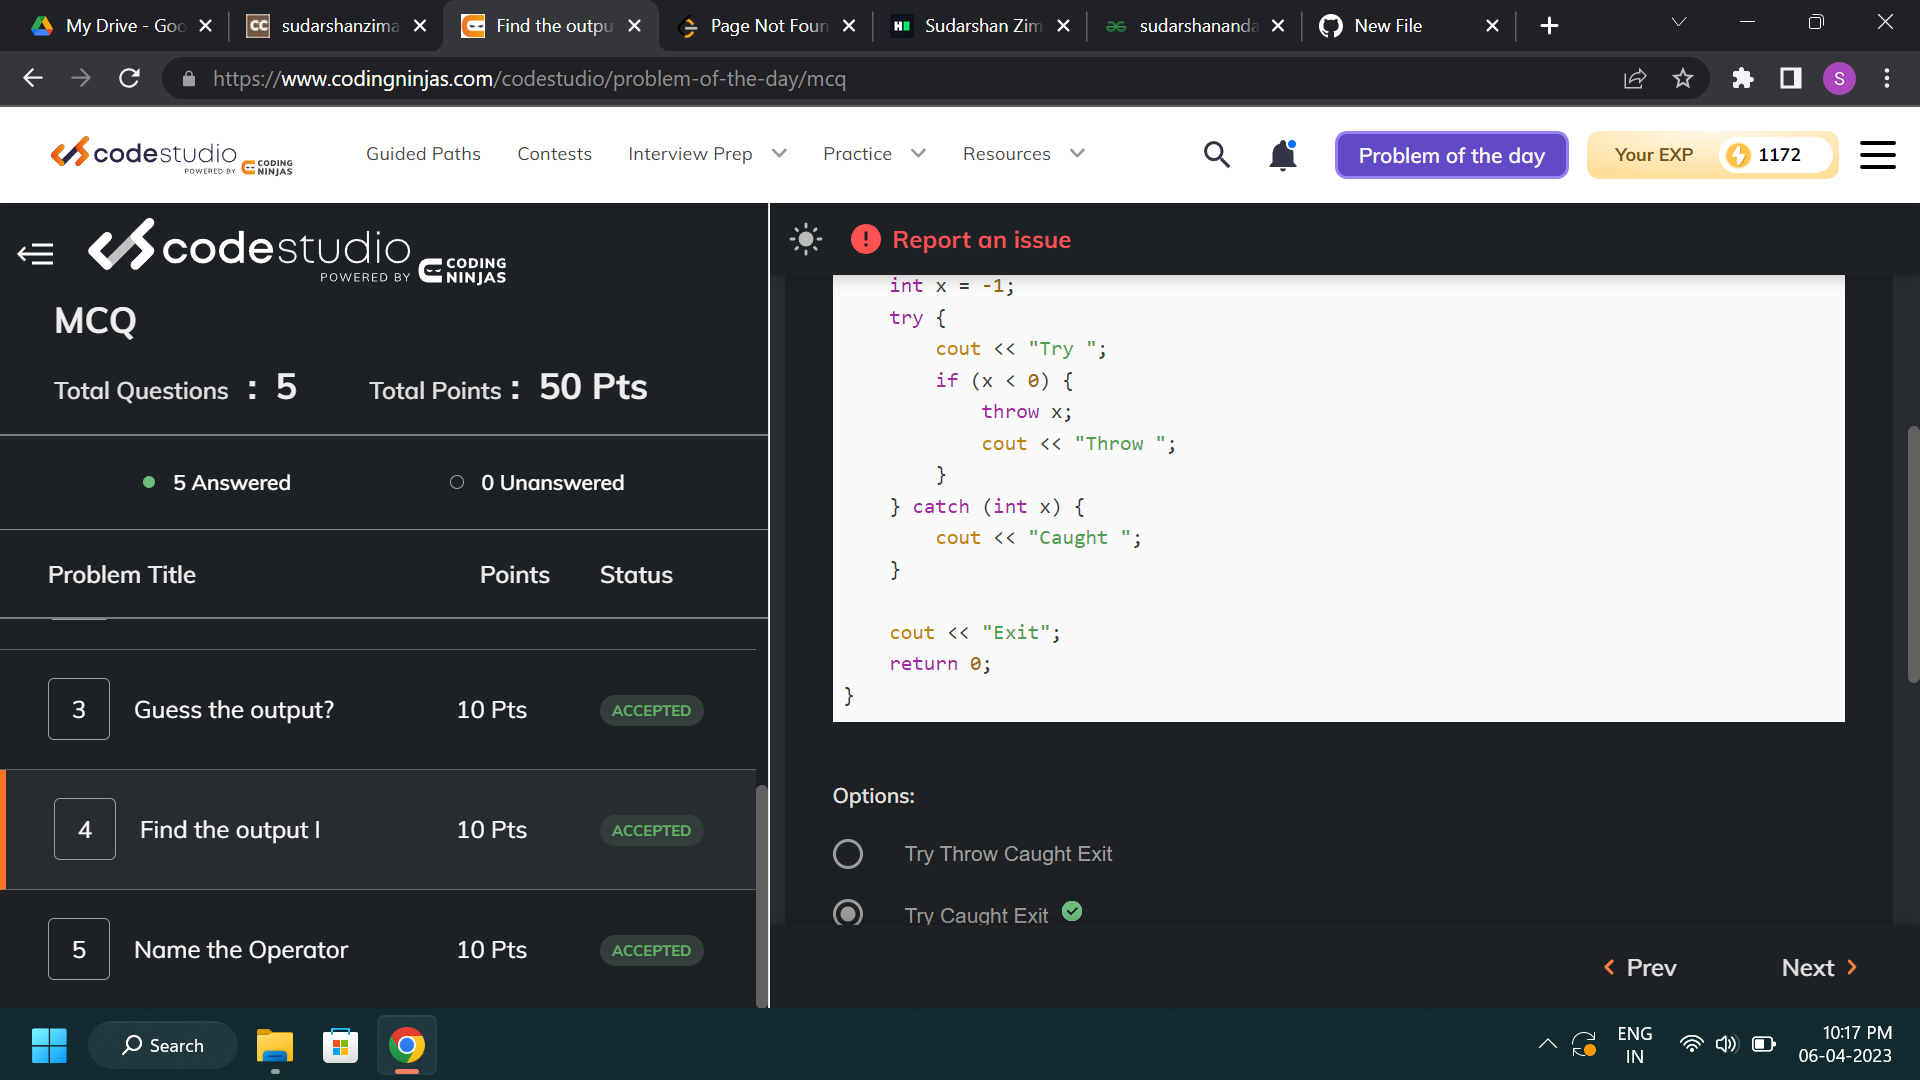 My Drive - Goo
sudarshanzima
Find the outpu
Page Not Foun
Sudarshan Zim
sudarshananda
New File
https://www.codingninjas.com/codestudio/problem-of-the-day/mcq
S
codestudio
POWERED BY CODING NINJAS
Guided Paths
Contests
Interview Prep
Practice
Resources
Problem of the day
Your EXP
1172
codestudio
POWERED BY CODING NINJAS
MCQ
Total Questions : 5
Total Points : 50 Pts
5 Answered
0 Unanswered
Problem Title Points Status
3 Guess the output? 10 Pts ACCEPTED
4 Find the output I 10 Pts ACCEPTED
5 Name the Operator 10 Pts ACCEPTED
Report an issue
int x = -1;
try {
cout << "Try ";
if (x < 0) {
throw x;
cout << "Throw ";
}
} catch (int x) {
cout << "Caught ";
}
cout << "Exit";
return 0;
}
Options:
Try Throw Caught Exit
Try Caught Exit
Prev
Next
Search
ENG
IN
10:17 PM
06-04-2023